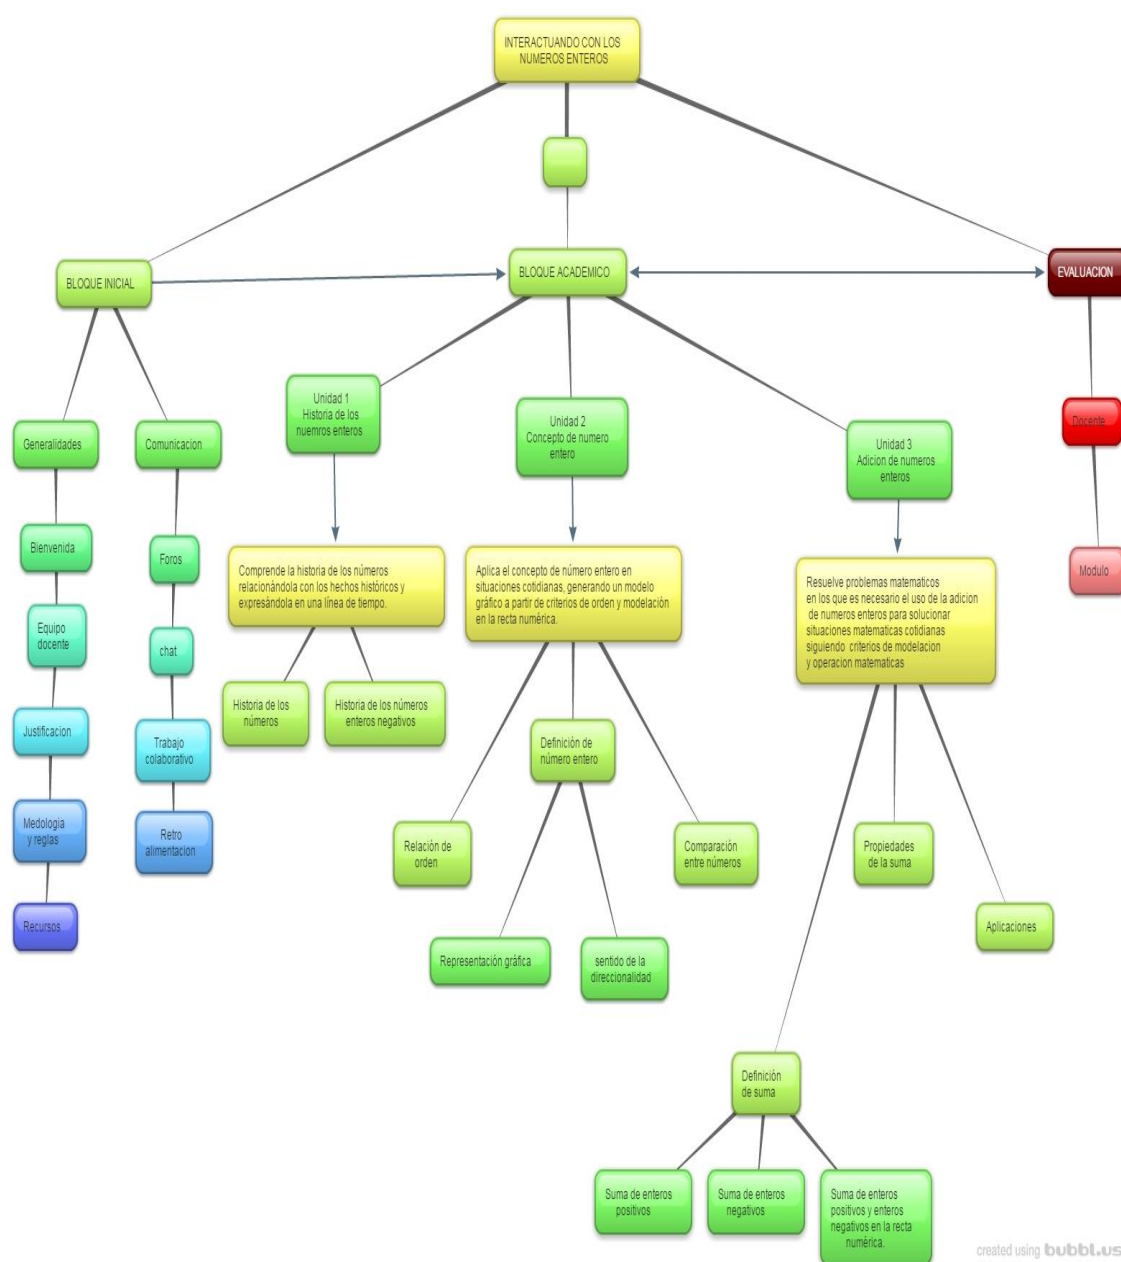 INTERACTUANDO CON LOS
NUMEROS ENTEROS
BLOQUE INICIAL
BLOQUE ACADEMICO
EVALUACION
Generalidades
Comunicacion
Unidad 1
Historia de los
nuemros enteros
Unidad 2
Concepto de numero
entero
Unidad 3
Adicion de numeros
enteros
Docente
Bienvenida
Foros
Comprende la historia de los números
relacionándola con los hechos históricos y
expresándola en una línea de tiempo.
Aplica el concepto de número entero en
situaciones cotidianas, generando un modelo
gráfico a partir de criterios de orden y modelación
en la recta numérica.
Resuelve problemas matematicos
en los que es necesario el uso de la adicion
de numeros enteros para solucionar
situaciones matematicas cotidianas
siguiendo criterios de modelacion
y operacion matematicas
Modulo
Equipo
docente
chat
Historia de los
números
Historia de los números
enteros negativos
Justificacion
Trabajo
colaborativo
Definición de
número entero
Medologia
y reglas
Retro
alimentacion
Relación de
orden
Comparación
entre números
Propiedades
de la suma
Recursos
Aplicaciones
Representación gráfica
sentido de la
direccionalidad
Definición
de suma
Suma de enteros
positivos
Suma de enteros
negativos
Suma de enteros
positivos y enteros
negativos en la recta
numérica.
created using bubbl.us